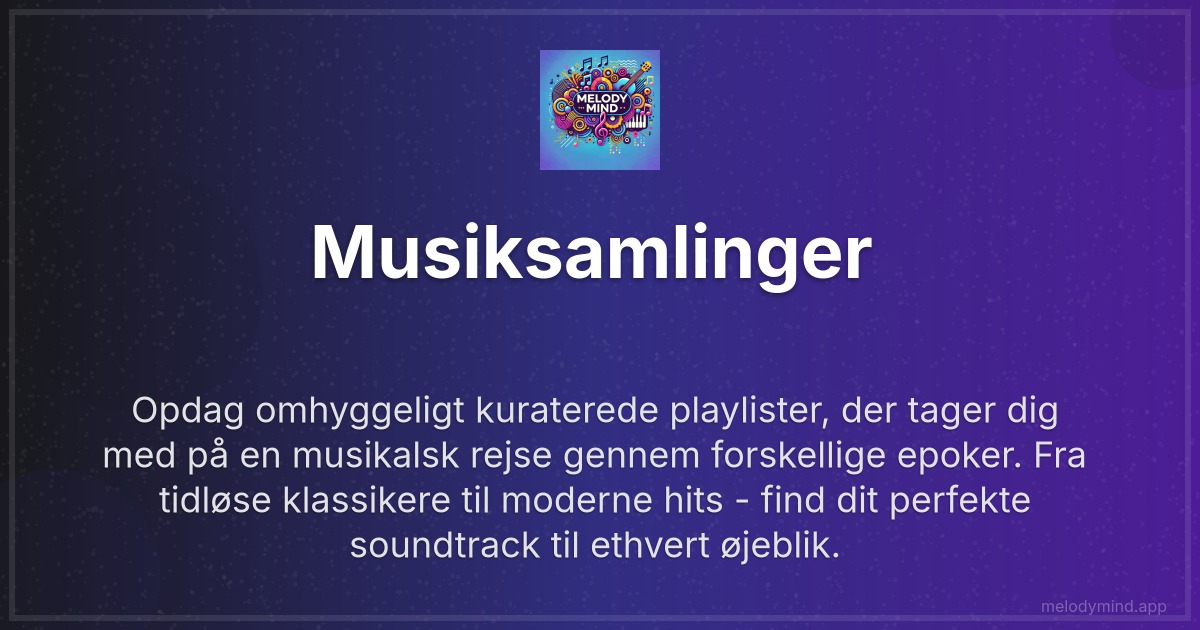 MELODY
MIND
Musiksamlinger
Opdag omhyggeligt kuraterede playlister, der tager dig
med på en musikalsk rejse gennem forskellige epoker. Fra
tidløse klassikere til moderne hits - find dit perfekte
soundtrack til ethvert øjeblik.
melodymind.app